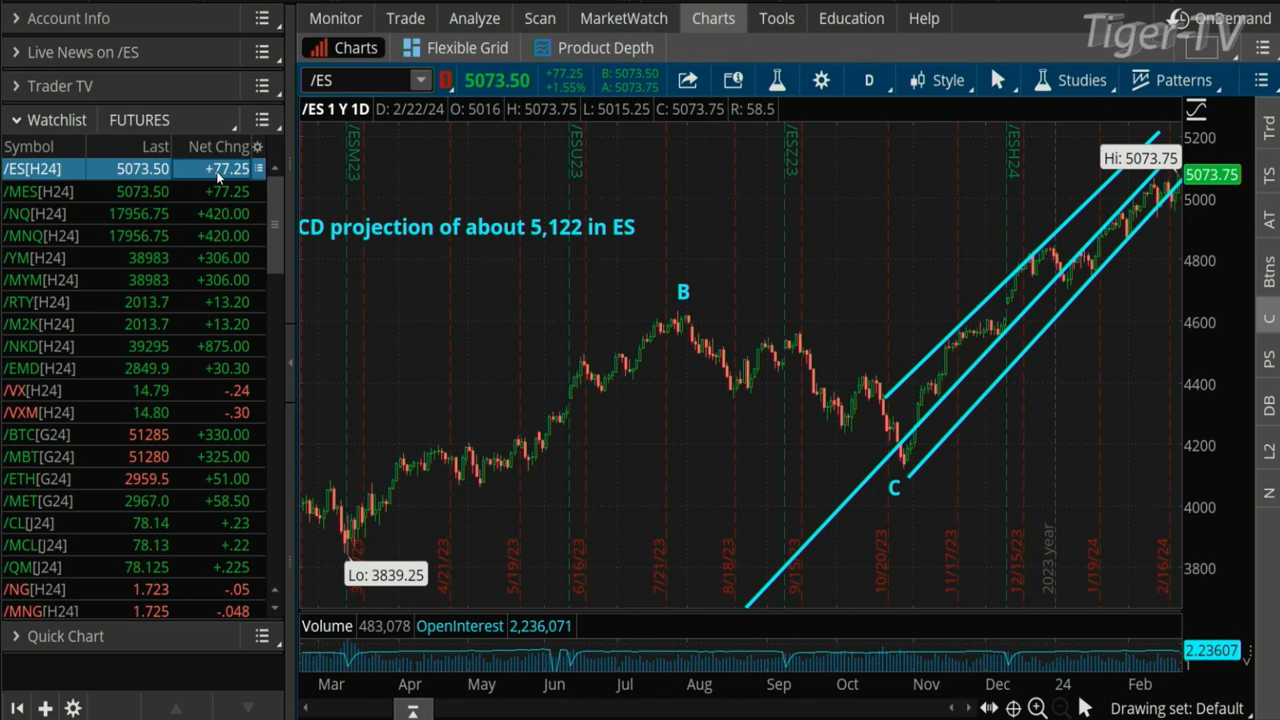 Account Info
Live News on /ES
Trader TV
Watchlist FUTURES
Symbol Last Net Chng
/ES[H24] 5073.50 +77.25
/MES[H24] 5073.50 +77.25
/NQ[H24] 17956.75 +420.00
/MNQ[H24] 17956.75 +420.00
/YM[H24] 38983 +306.00
/MYM[H24] 38983 +306.00
/RTY[H24] 2013.7 +13.20
/M2K[H24] 2013.7 +13.20
/NKD[H24] 39295 +875.00
/EMD[H24] 2849.9 +30.30
/VX[H24] 14.79 -.24
/VXM[H24] 14.80 -.30
/BTC[G24] 51285 +330.00
/MBT[G24] 51280 +325.00
/ETH[G24] 2959.5 +51.00
/MET[G24] 2967.0 +58.50
/CL[J24] 78.14 +.23
/MCL[J24] 78.13 +.22
/QM[J24] 78.125 +.225
/NG[H24] 1.723 -.05
/MNG[H24] 1.725 -.048
Quick Chart
Monitor Trade Analyze Scan MarketWatch Charts Tools Education Help
OnDemand
Tiger-TV
Charts Flexible Grid Product Depth
/ES 5073.50 +77.25 B: 5073.50 D Style Studies Patterns
+1.55% A: 5073.75
/ES 1 Y 1D D: 2/22/24 O: 5016 H: 5073.75 L: 5015.25 C: 5073.75 R: 58.5
/ESM23
/ESU23
/ESZ23
/ESH24
Hi: 5073.75
CD projection of about 5,122 in ES
B
C
Lo: 3839.25
5200
5073.75
5000
4800
4600
4400
4200
4000
3800
4/21/23
5/19/23
6/16/23
7/21/23
8/18/23
9/15/23
10/20/23
11/17/23
12/15/23
2023 year
1/19/24
2/16/24
Volume 483,078 OpenInterest 2,236,071
2.23607
Mar Apr May Jun Jul Aug Sep Oct Nov Dec 24 Feb
Drawing set: Default
Trd
TS
AT
Btns
C
PS
DB
L2
N